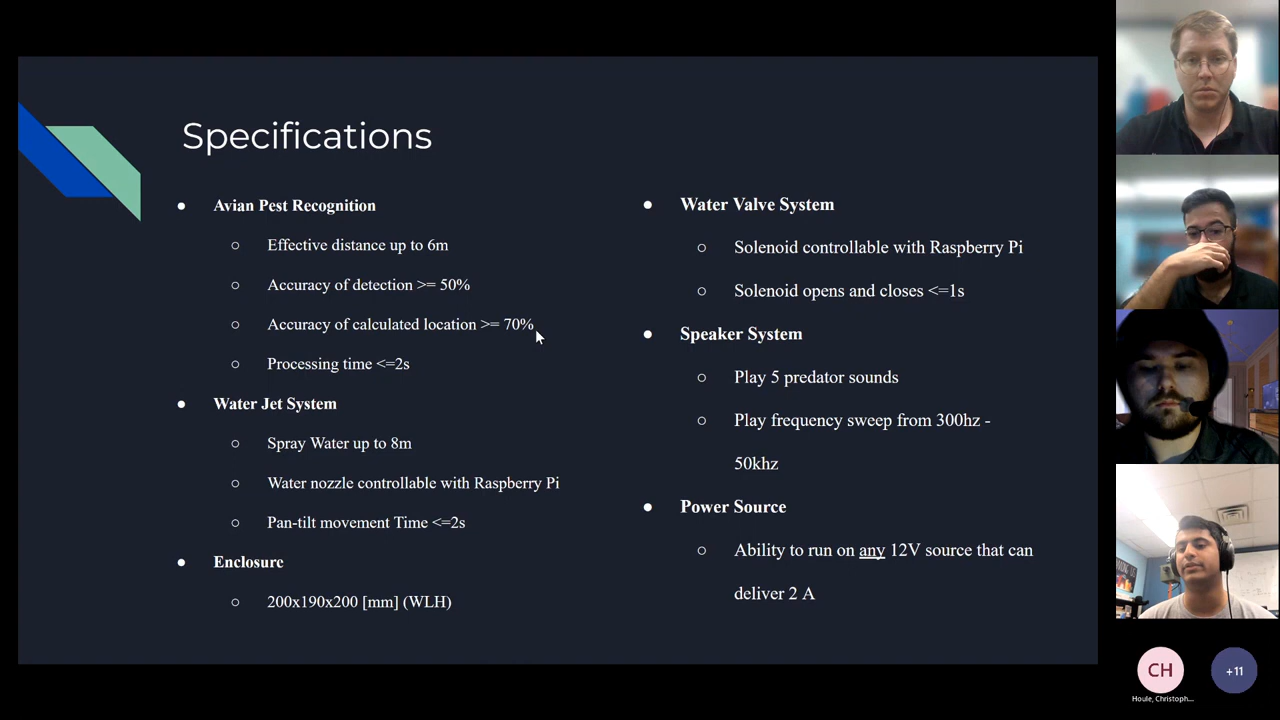 Specifications
● Avian Pest Recognition
○ Effective distance up to 6m
○ Accuracy of detection >= 50%
○ Accuracy of calculated location >= 70%
○ Processing time <=2s
● Water Jet System
○ Spray Water up to 8m
○ Water nozzle controllable with Raspberry Pi
○ Pan-tilt movement Time <=2s
● Enclosure
○ 200x190x200 [mm] (WLH)
● Water Valve System
○ Solenoid controllable with Raspberry Pi
○ Solenoid opens and closes <=1s
● Speaker System
○ Play 5 predator sounds
○ Play frequency sweep from 300hz -
50khz
● Power Source
○ Ability to run on any 12V source that can
deliver 2 A
CH
+11
Houle, Christoph...